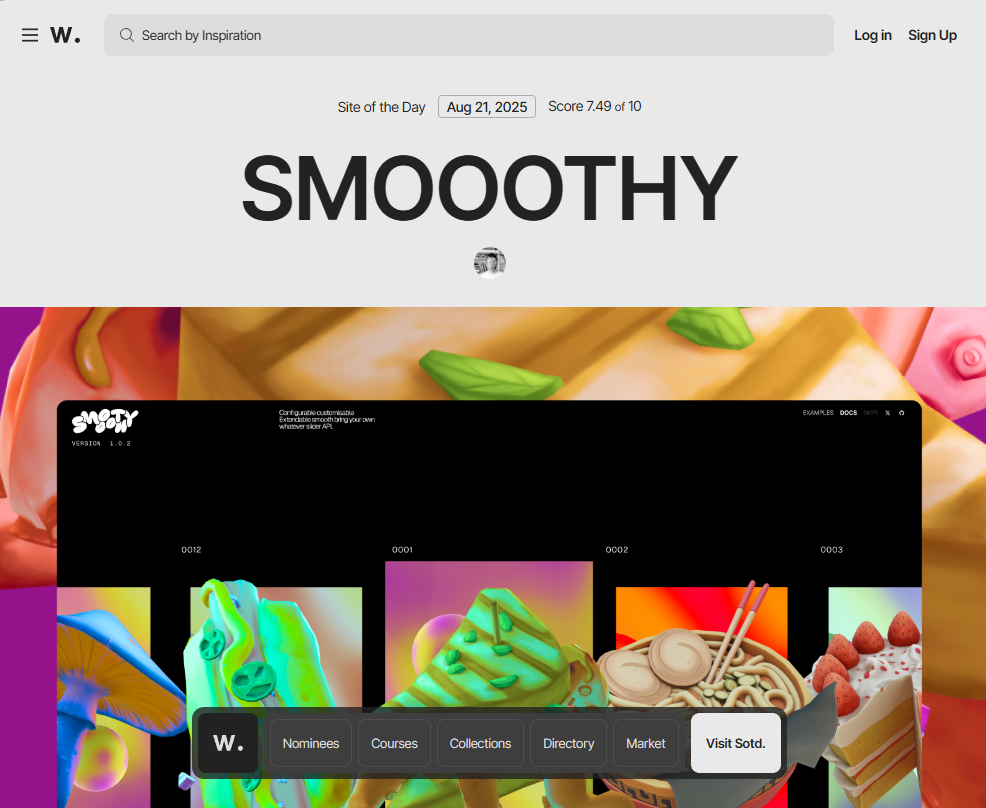 W.
Search by Inspiration
Log in
Sign Up
Site of the Day
Aug 21, 2025
Score 7.49 of 10
SMOOOTHY
Configurable customisable
Extendable smooth bring your own
whatever slider API.
EXAMPLES
DOCS
(WIP)
VERSION 1.0.2
0012
0001
0002
0003
W.
Nominees
Courses
Collections
Directory
Market
Visit Sotd.